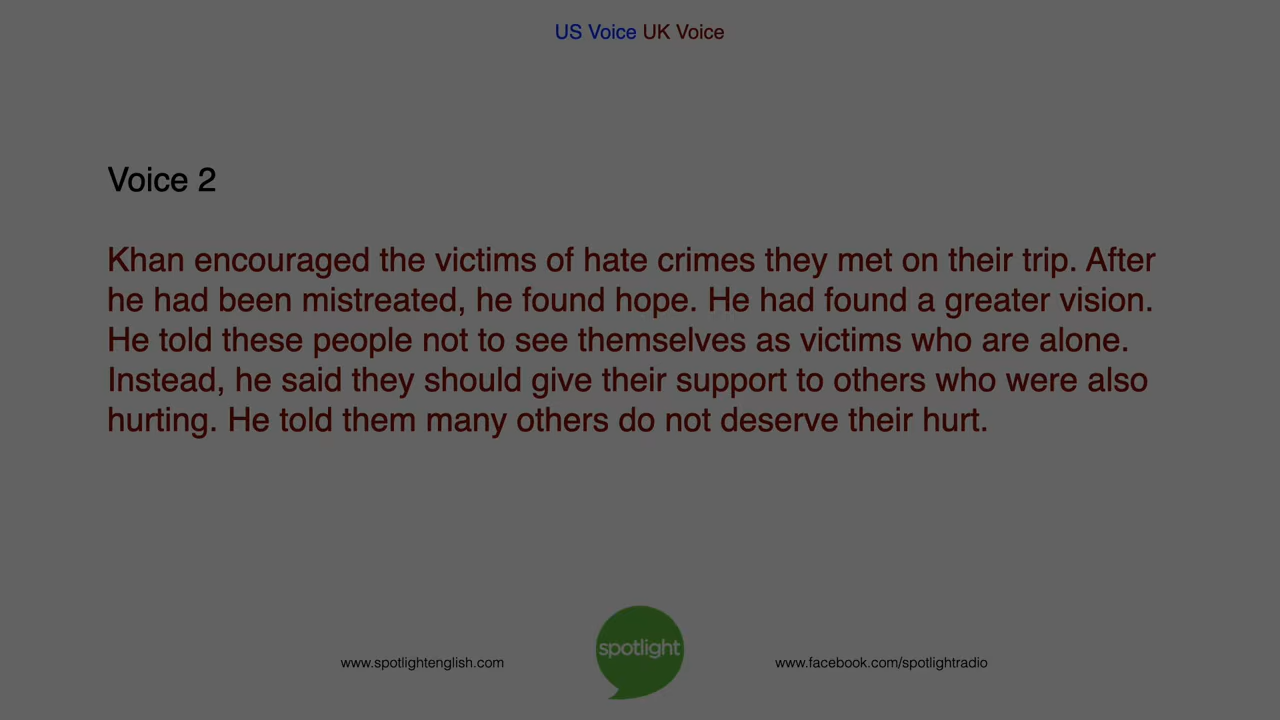 US Voice UK Voice
Voice 2
Khan encouraged the victims of hate crimes they met on their trip. After
he had been mistreated, he found hope. He had found a greater vision.
He told these people not to see themselves as victims who are alone.
Instead, he said they should give their support to others who were also
hurting. He told them many others do not deserve their hurt.
spotlight
www.spotlightenglish.com
www.facebook.com/spotlightradio